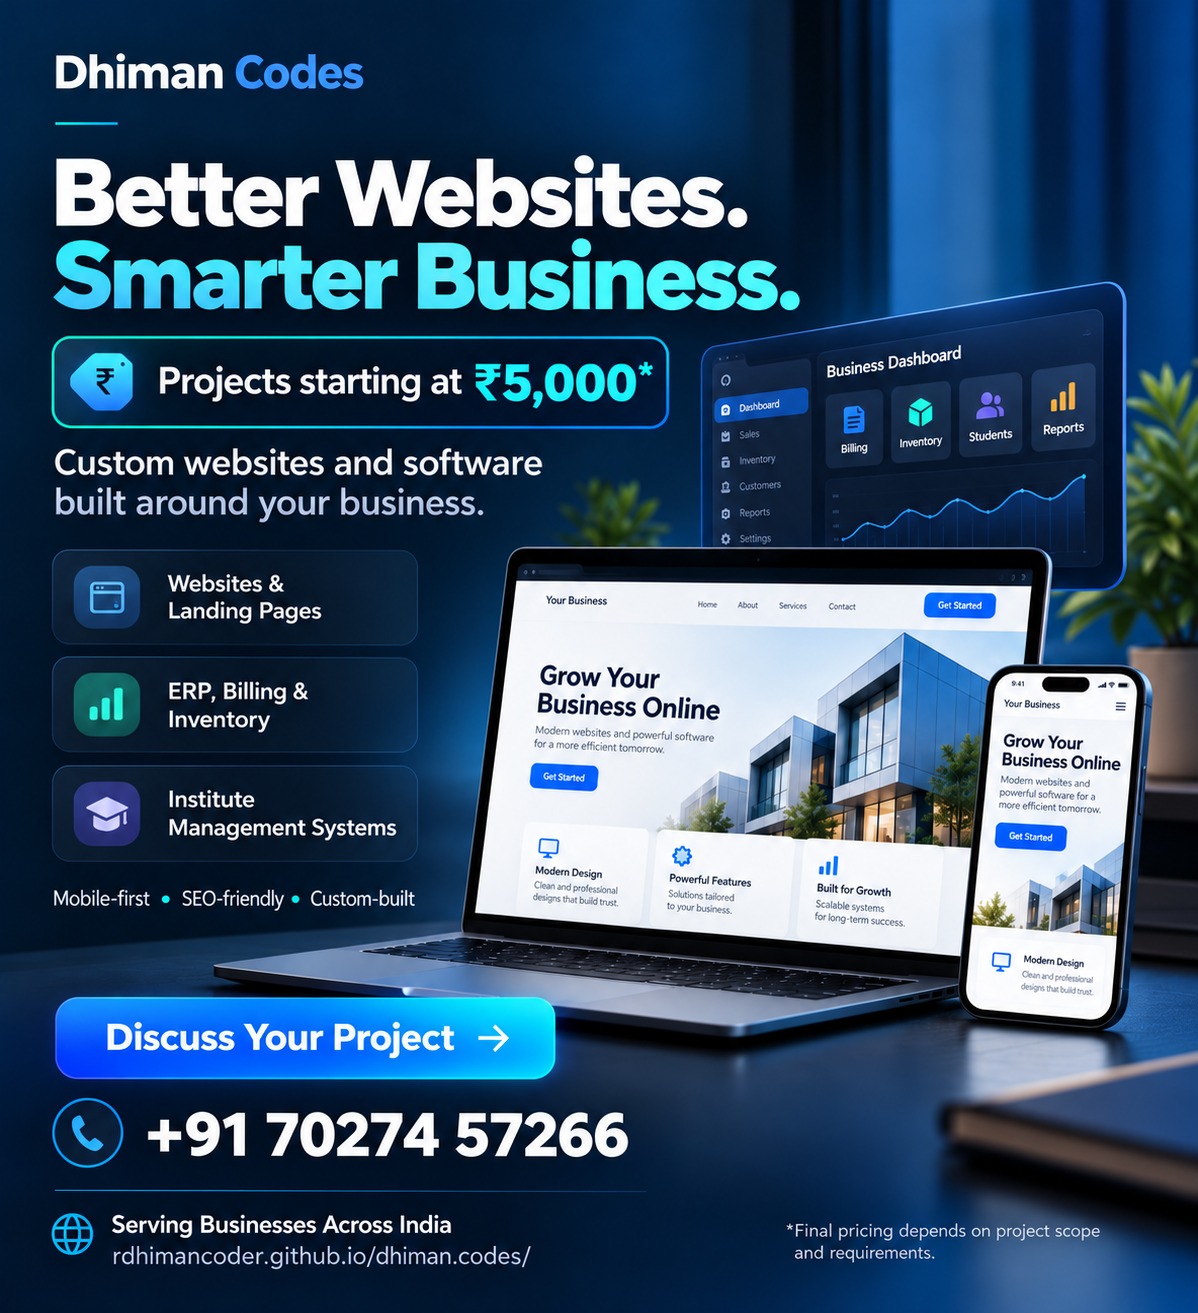 Dhiman Codes
Better Websites.
Smarter Business.
₹
Projects starting at ₹5,000*
Custom websites and software
built around your business.
Websites &
Landing Pages
ERP, Billing &
Inventory
Institute
Management Systems
Mobile-first • SEO-friendly • Custom-built
Business Dashboard
Dashboard
Sales
Inventory
Customers
Reports
Settings
Billing
Inventory
Students
Reports
Your Business
Home About Services Contact
Get Started
Grow Your
Business Online
Modern websites and powerful software
for a more efficient tomorrow.
Get Started
Modern Design
Clean and professional
designs that build trust.
Powerful Features
Solutions tailored
to your business.
Built for Growth
Scalable systems
for long-term success.
9:41
Your Business
Grow Your
Business Online
Modern websites and
powerful software for a
more efficient tomorrow.
Get Started
Modern Design
Clean and professional
designs that build trust.
Discuss Your Project →
+91 70274 57266
Serving Businesses Across India
rdhimancoder.github.io/dhiman.codes/
*Final pricing depends on project scope
and requirements.